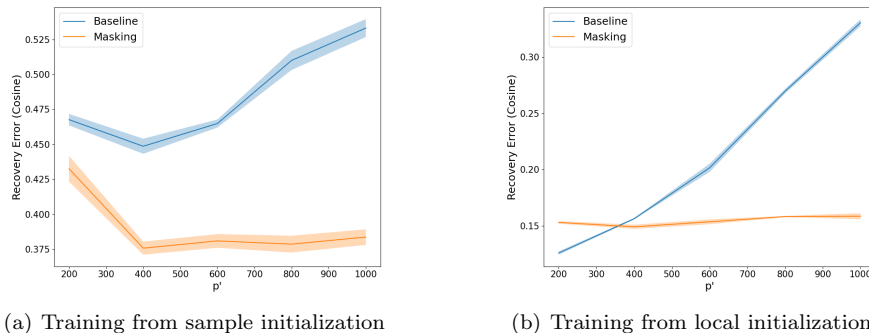 Baseline
Masking
Recovery Error (Cosine)
0.525
0.500
0.475
0.450
0.425
0.400
0.375
200 300 400 500 600 700 800 900 1000
p'
(a) Training from sample initialization
Baseline
Masking
Recovery Error (Cosine)
0.30
0.25
0.20
0.15
200 300 400 500 600 700 800 900 1000
p'
(b) Training from local initialization